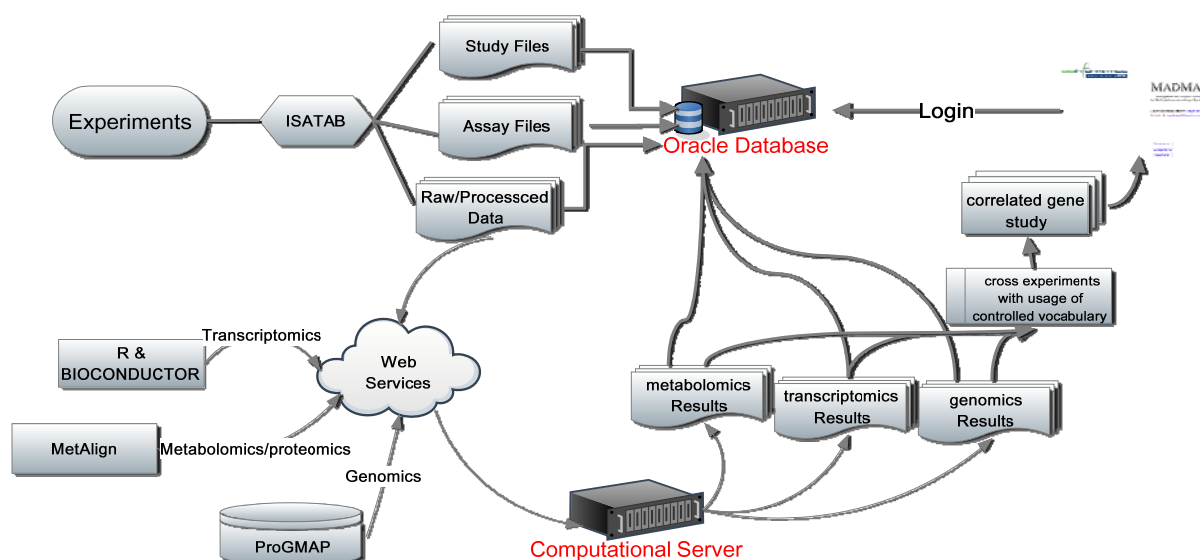 Study Files
Experiments
ISATAB
Assay Files
Raw/Processced
Data
Oracle Database
Login
MADMA
correlated gene
study
cross experiments
with usage of
controlled vocabulary
Transcriptomics
R &
BIOCONDUCTOR
Web
Services
MetAlign
Metabolomics/proteomics
Genomics
ProGMAP
metabolomics
Results
transcriptomics
Results
genomics
Results
Computational Server